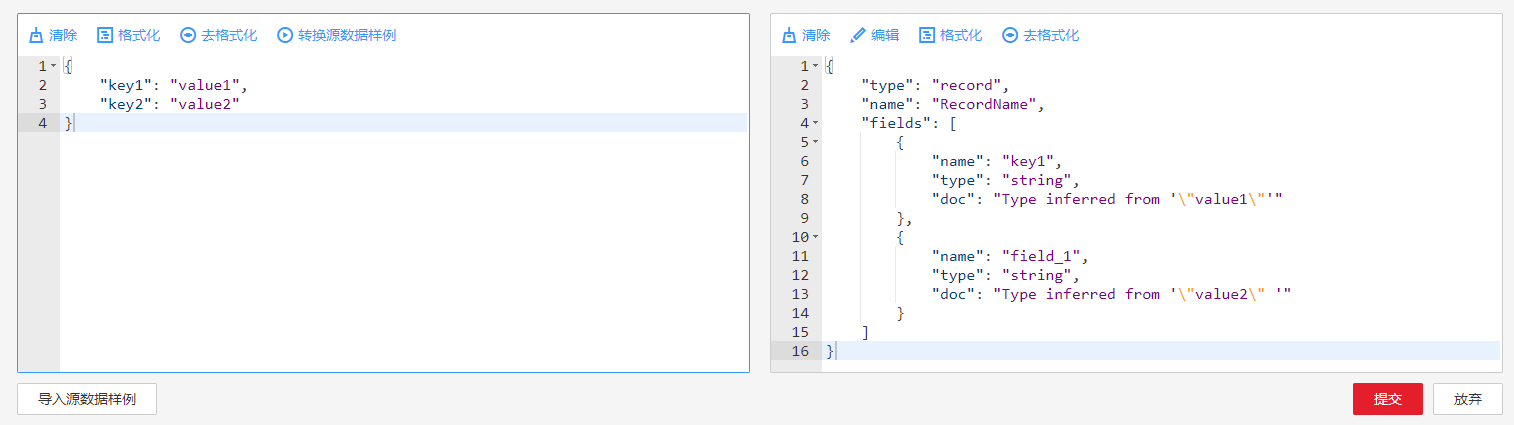 清除 格式化 去格式化 转换源数据样例
1 {
2     "key1": "value1",
3     "key2": "value2"
4 }
导入源数据样例
清除 编辑 格式化 去格式化
1 {
2     "type": "record",
3     "name": "RecordName",
4     "fields": [
5         {
6             "name": "key1",
7             "type": "string",
8             "doc": "Type inferred from '\"value1\"'"
9         },
10         {
11             "name": "field_1",
12             "type": "string",
13             "doc": "Type inferred from '\"value2\" '"
14         }
15     ]
16 }
提交 放弃